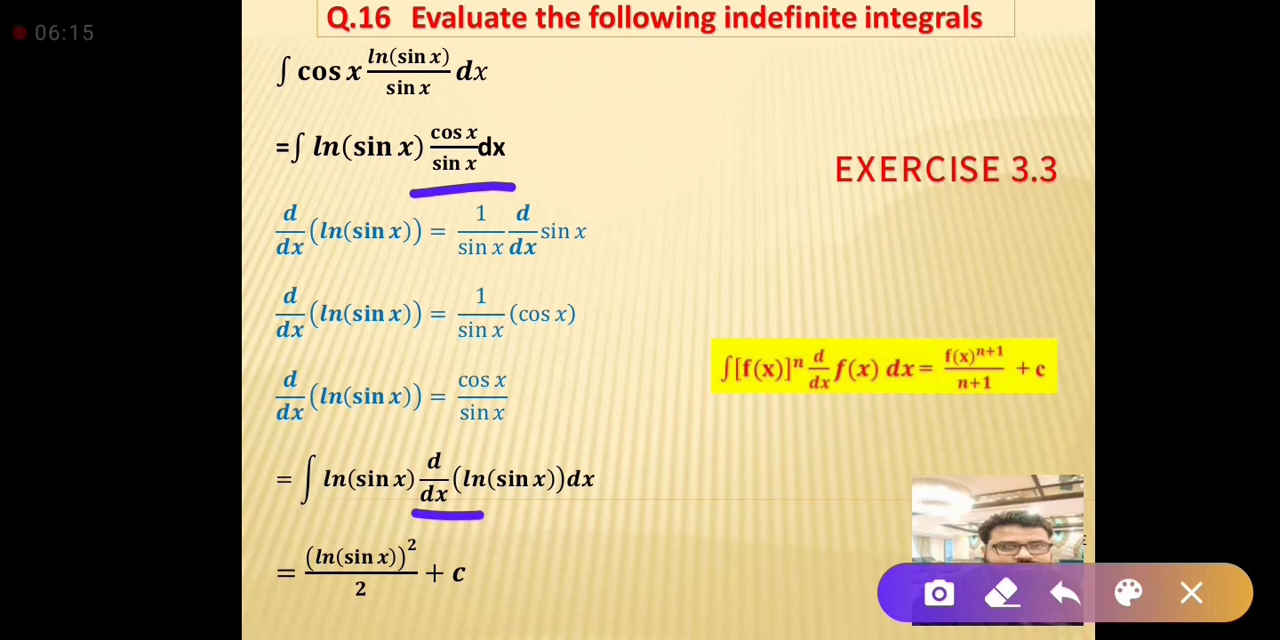 06:15
Q.16 Evaluate the following indefinite integrals
∫ cos x ln(sin x)/sin x dx
=∫ ln(sin x) cos x/sin x dx
EXERCISE 3.3
d/dx (ln(sin x)) = 1/sin x d/dx sin x
d/dx (ln(sin x)) = 1/sin x (cos x)
∫[f(x)]ⁿ d/dx f(x) dx = f(x)ⁿ⁺¹/n+1 + c
d/dx (ln(sin x)) = cos x/sin x
= ∫ ln(sin x) d/dx (ln(sin x))dx
= (ln(sin x))²/2 + c